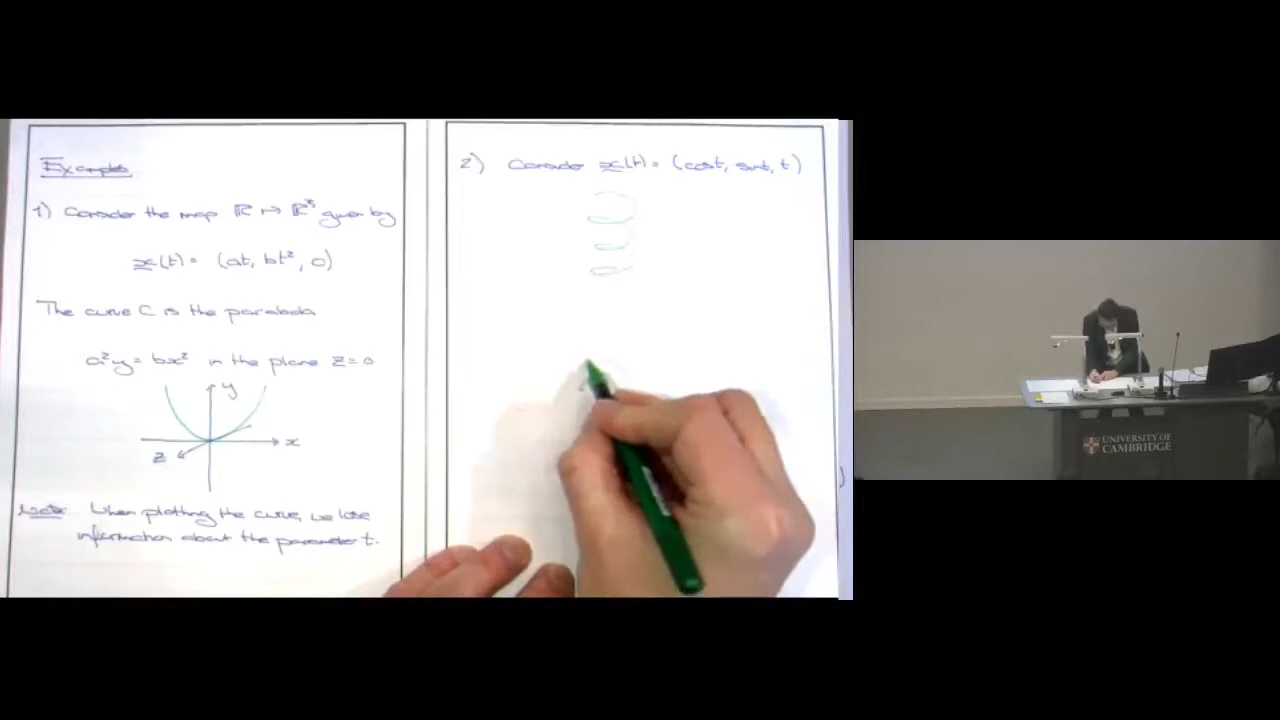 Examples
1) Consider the map ℝ ↦ ℝ³ given by
x(t) = (at, bt², 0)
The curve C is the parabola
a²y = bx² in the plane z=0
y
x
z
Note: When plotting the curve, we lose
information about the parameter t.
2) Consider x(t) = (cost, sint, t)
UNIVERSITY OF
CAMBRIDGE